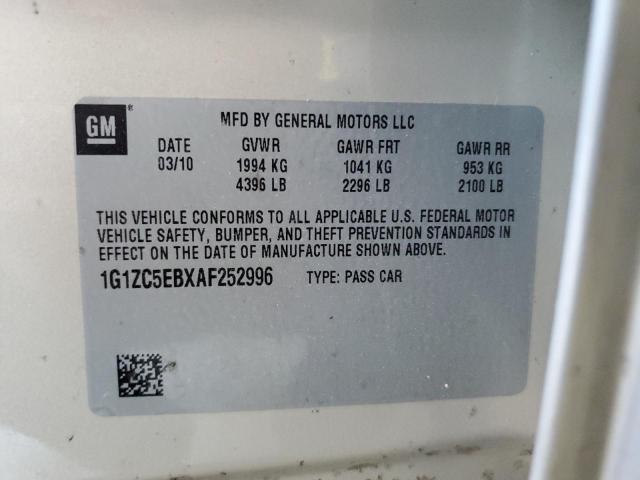 GM®
MFD BY GENERAL MOTORS LLC
DATE GVWR GAWR FRT GAWR RR
03/10 1994 KG 1041 KG 953 KG
4396 LB 2296 LB 2100 LB
THIS VEHICLE CONFORMS TO ALL APPLICABLE U.S. FEDERAL MOTOR
VEHICLE SAFETY, BUMPER, AND THEFT PREVENTION STANDARDS IN
EFFECT ON THE DATE OF MANUFACTURE SHOWN ABOVE.
1G1ZC5EBXAF252996 TYPE: PASS CAR